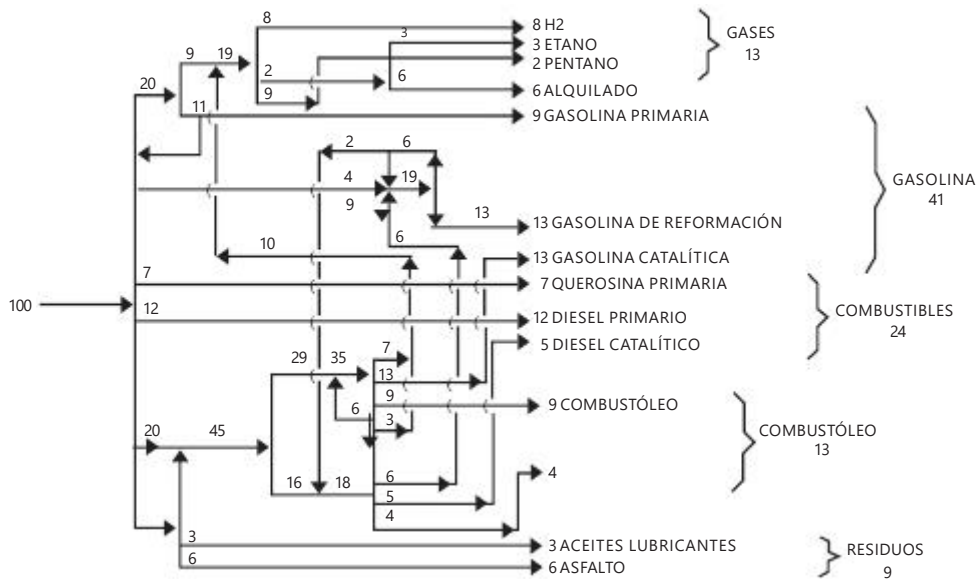 8
8 H2
3
3 ETANO
GASES
13
9
19
2 PENTANO
20
2
6
6 ALQUILADO
9
11
9 GASOLINA PRIMARIA
2
6
4
19
GASOLINA
41
9
13
13 GASOLINA DE REFORMACIÓN
6
10
13 GASOLINA CATALÍTICA
7
7 QUEROSINA PRIMARIA
100
12
12 DIESEL PRIMARIO
COMBUSTIBLES
24
5 DIESEL CATALÍTICO
29
35
7
13
9
9 COMBUSTÓLEO
6
3
COMBUSTÓLEO
13
20
45
6
4
16
18
5
4
3
3 ACEITES LUBRICANTES
RESIDUOS
9
6
6 ASFALTO